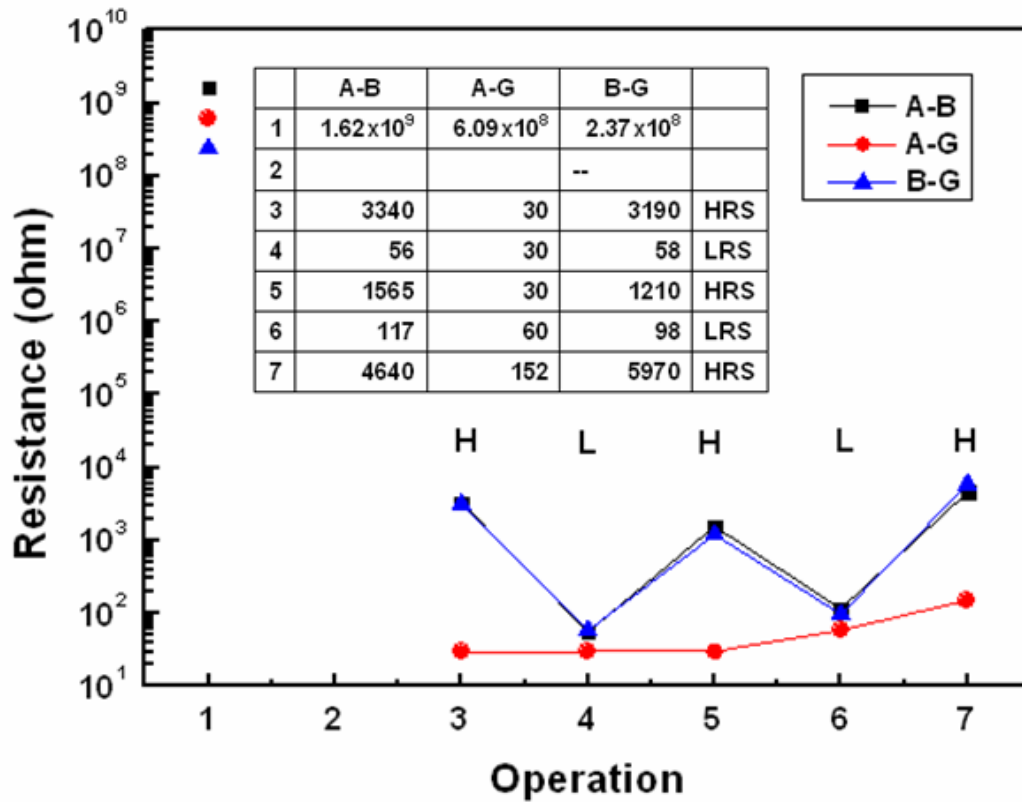 10^10
10^9
10^8
10^7
10^6
10^5
10^4
10^3
10^2
10^1
Resistance (ohm)
A-B A-G B-G
1 1.62x10^9 6.09x10^8 2.37x10^8
2 --
3 3340 30 3190 HRS
4 56 30 58 LRS
5 1565 30 1210 HRS
6 117 60 98 LRS
7 4640 152 5970 HRS
A-B
A-G
B-G
H L H L H
1 2 3 4 5 6 7
Operation